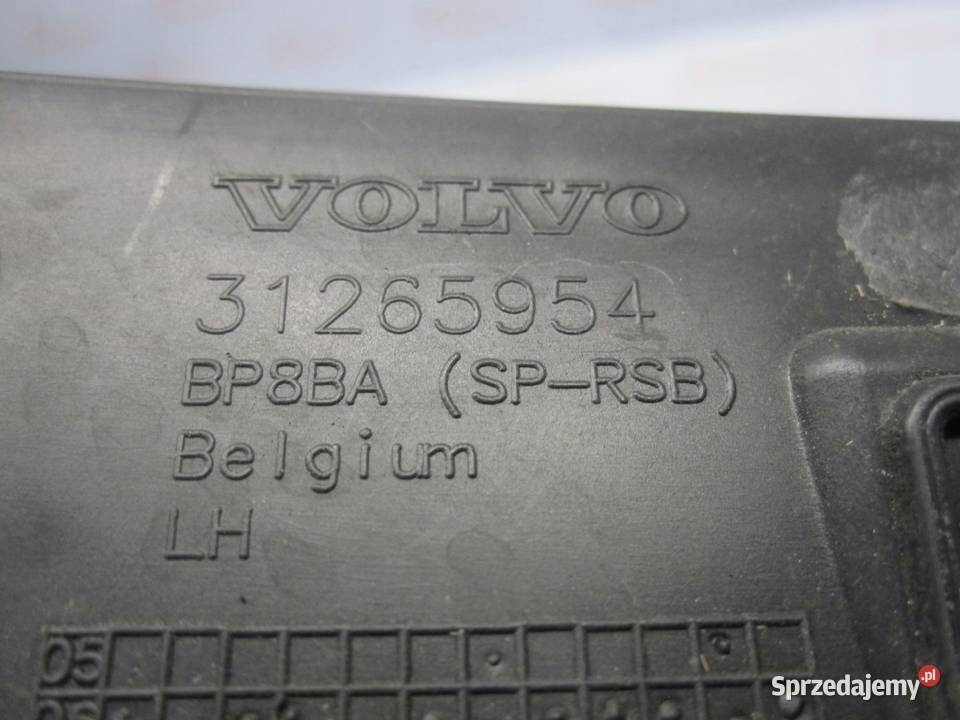 VOLVO
31265954
BP8BA (SP-RSB)
Belgium
LH
05
Sprzedajemy.pl